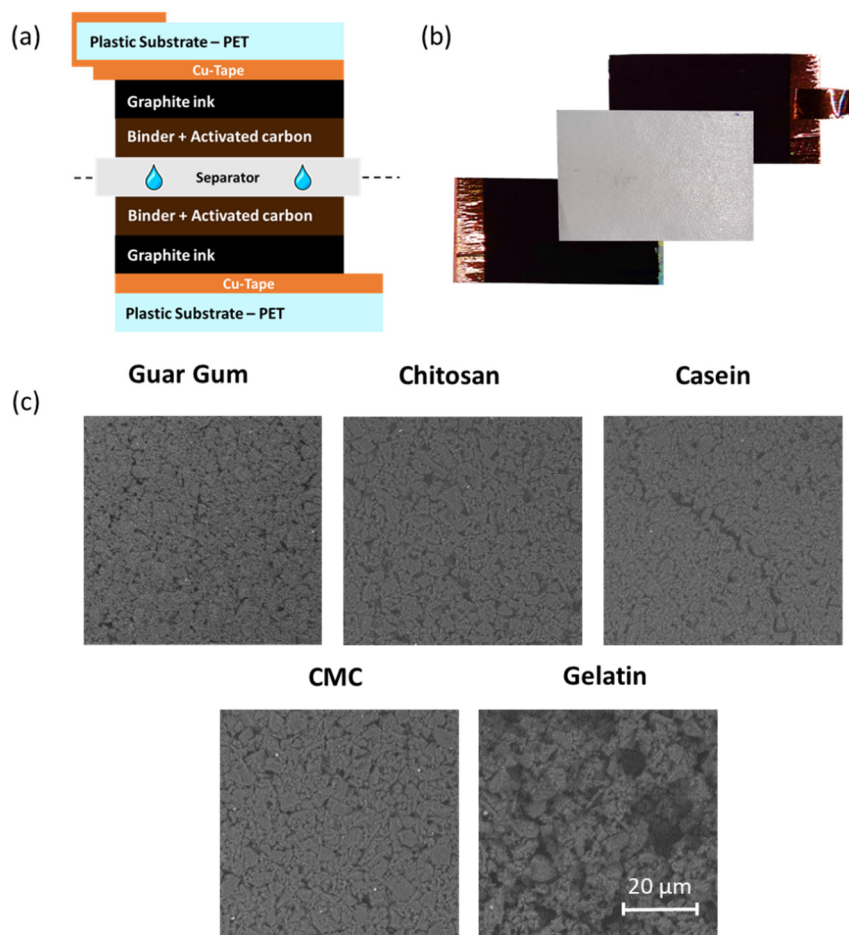 (a)
Plastic Substrate – PET
Cu-Tape
Graphite ink
Binder + Activated carbon
Separator
Binder + Activated carbon
Graphite ink
Cu-Tape
Plastic Substrate – PET
(b)
(c)
Guar Gum
Chitosan
Casein
CMC
Gelatin
20 µm